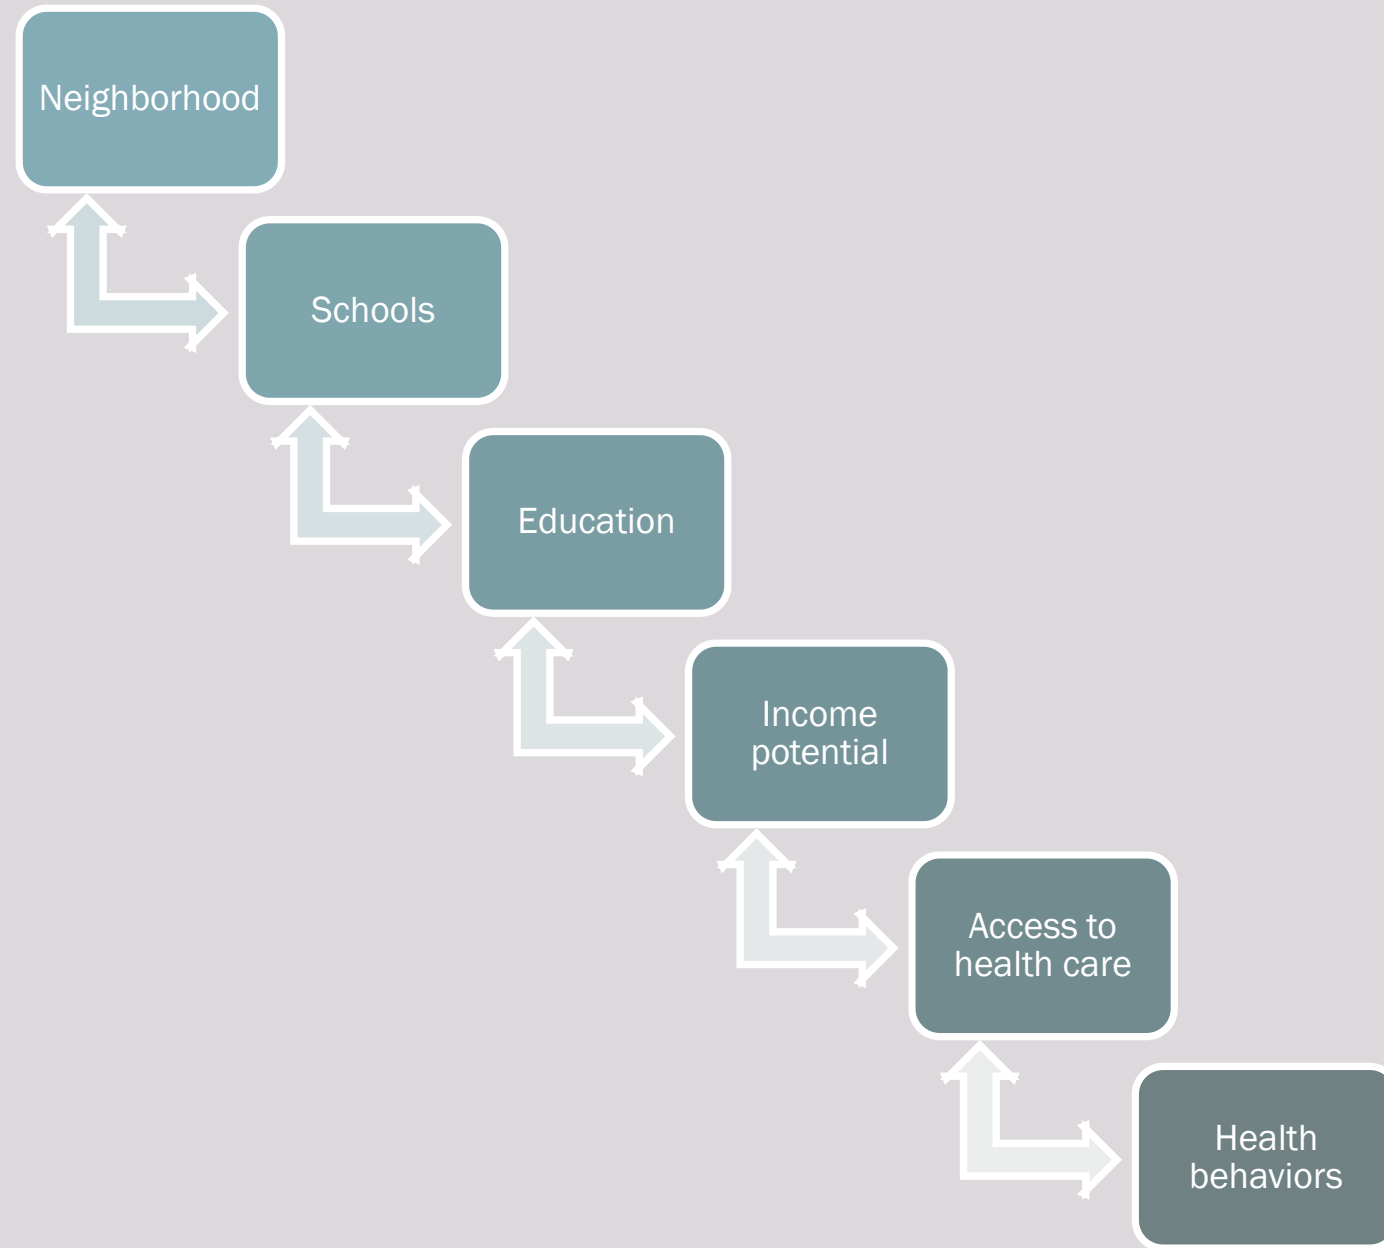 Neighborhood
Schools
Education
Income
potential
Access to
health care
Health
behaviors